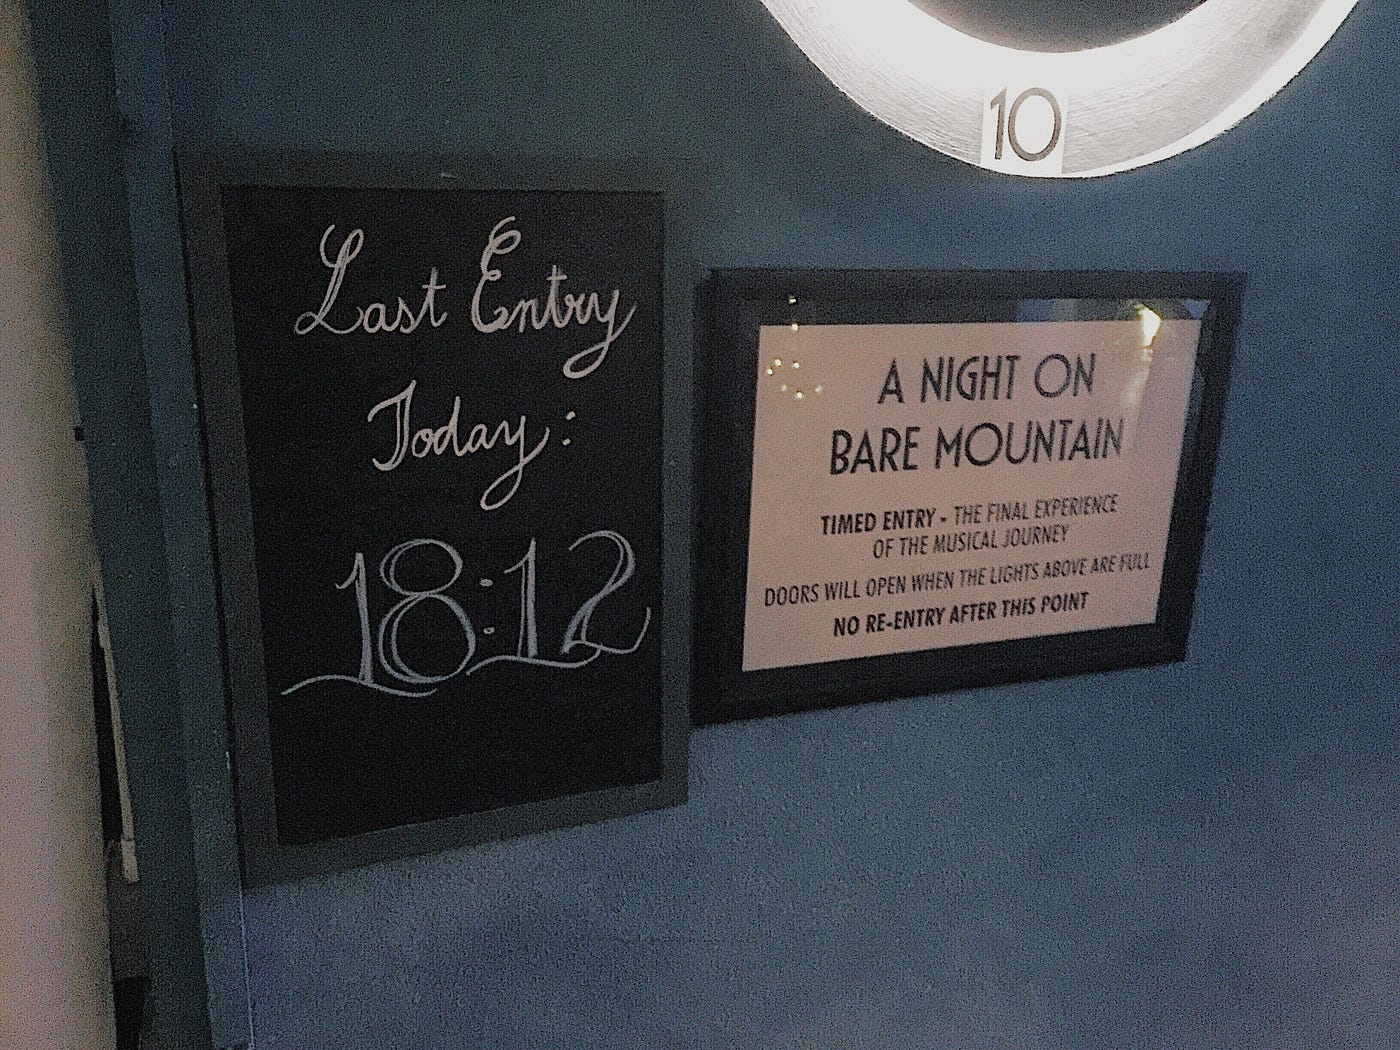 10
Last Entry
Today:
18:12
A NIGHT ON
BARE MOUNTAIN
TIMED ENTRY - THE FINAL EXPERIENCE
OF THE MUSICAL JOURNEY
DOORS WILL OPEN WHEN THE LIGHTS ABOVE ARE FULL
NO RE-ENTRY AFTER THIS POINT